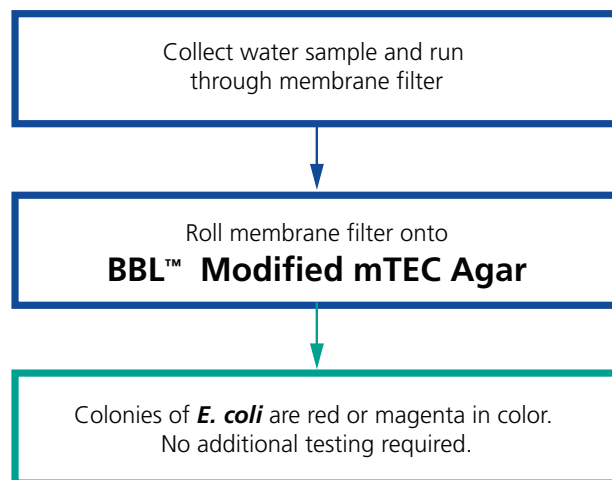 Collect water sample and run
through membrane filter
Roll membrane filter onto
BBL™ Modified mTEC Agar
Colonies of E. coli are red or magenta in color.
No additional testing required.